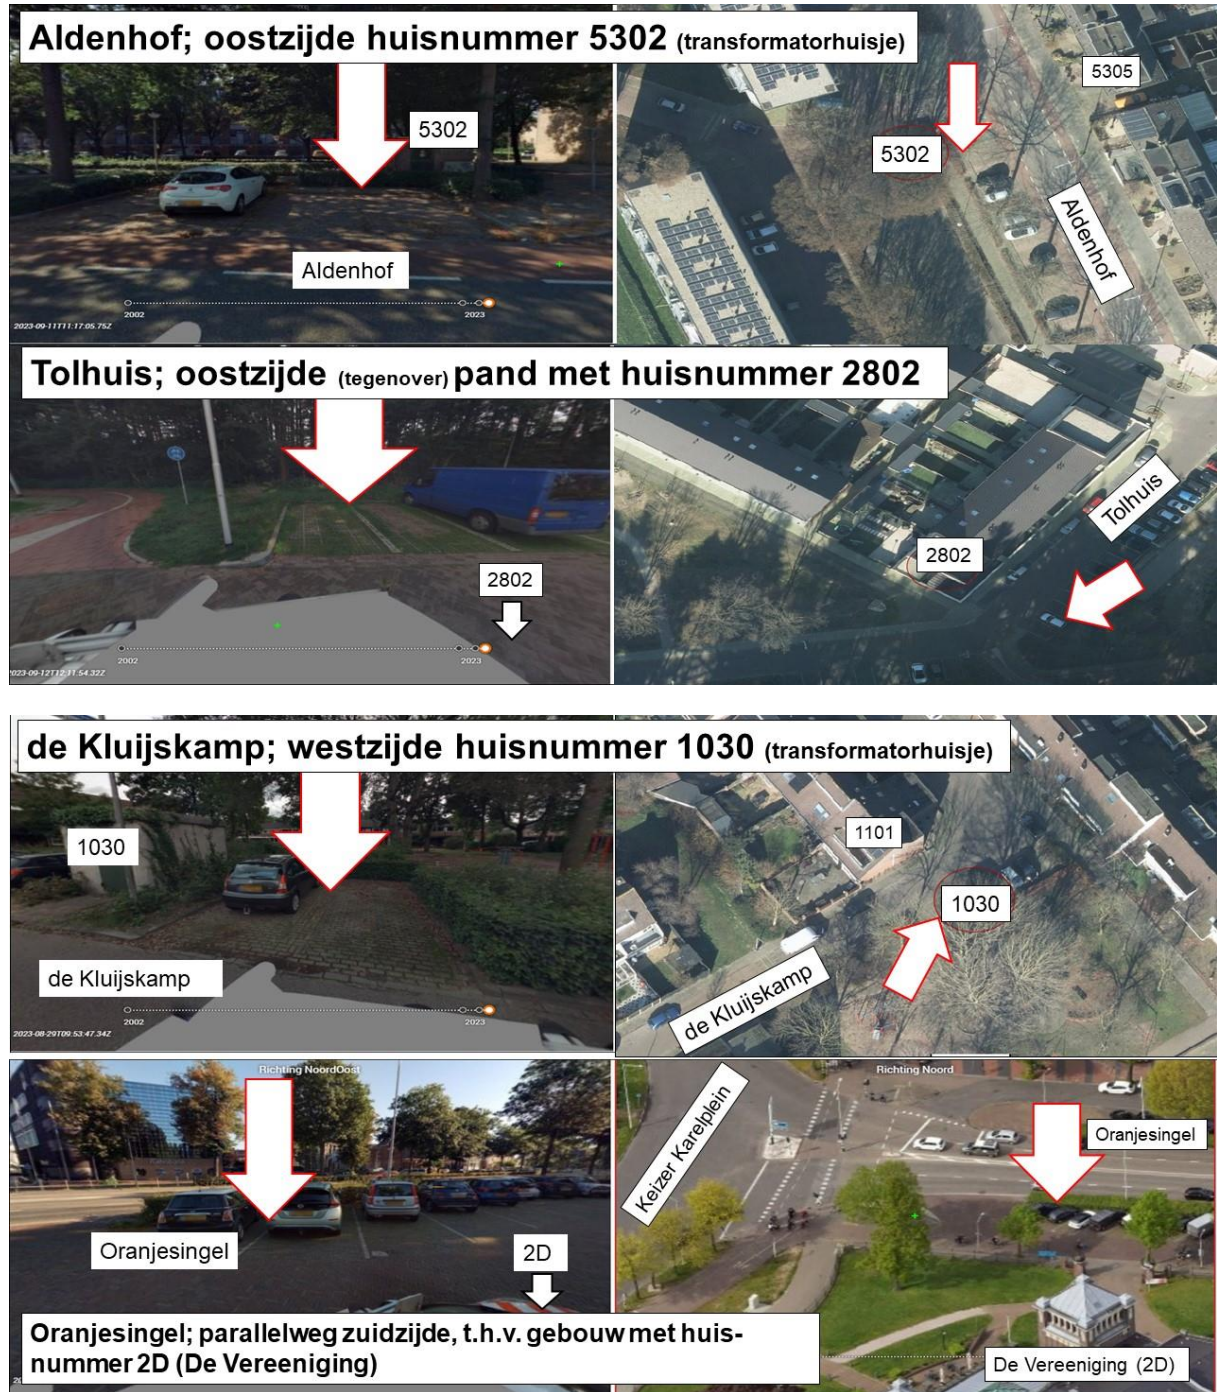 Aldenhof; oostzijde huisnummer 5302 (transformatorhuisje)
5302
Aldenhof
2002
2023
2023-09-11T11:17:05.75Z
5305
5302
Aldenhof
Tolhuis; oostzijde (tegenover) pand met huisnummer 2802
2802
2002
2023
2023-09-12T12:11:54.32Z
Tolhuis
2802
de Kluijskamp; westzijde huisnummer 1030 (transformatorhuisje)
1030
de Kluijskamp
2002
2023
2023-08-29T09:53:47.34Z
1101
1030
de Kluijskamp
Richting NoordOost
Oranjesingel
2D
Richting Noord
Keizer Karelplein
Oranjesingel
Oranjesingel; parallelweg zuidzijde, t.h.v. gebouw met huis-
nummer 2D (De Vereeniging)
De Vereeniging (2D)